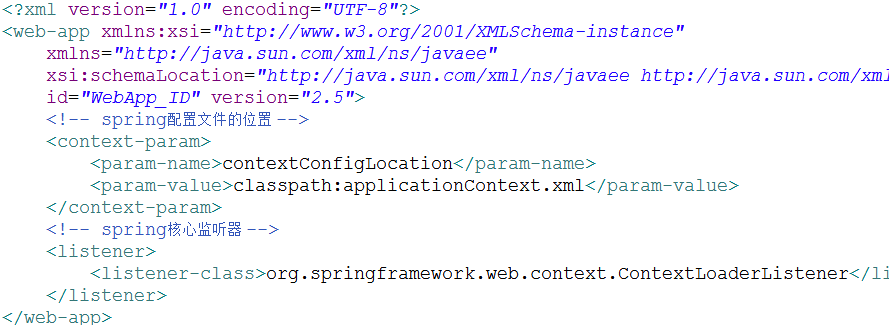 <?xml version="1.0" encoding="UTF-8"?>
<web-app xmlns:xsi="http://www.w3.org/2001/XMLSchema-instance"
xmlns="http://java.sun.com/xml/ns/javaee"
xsi:schemaLocation="http://java.sun.com/xml/ns/javaee http://java.sun.com/xml
id="WebApp_ID" version="2.5">
<!-- spring配置文件的位置 -->
<context-param>
<param-name>contextConfigLocation</param-name>
<param-value>classpath:applicationContext.xml</param-value>
</context-param>
<!-- spring核心监听器 -->
<listener>
<listener-class>org.springframework.web.context.ContextLoaderListener</li
</listener>
</web-app>